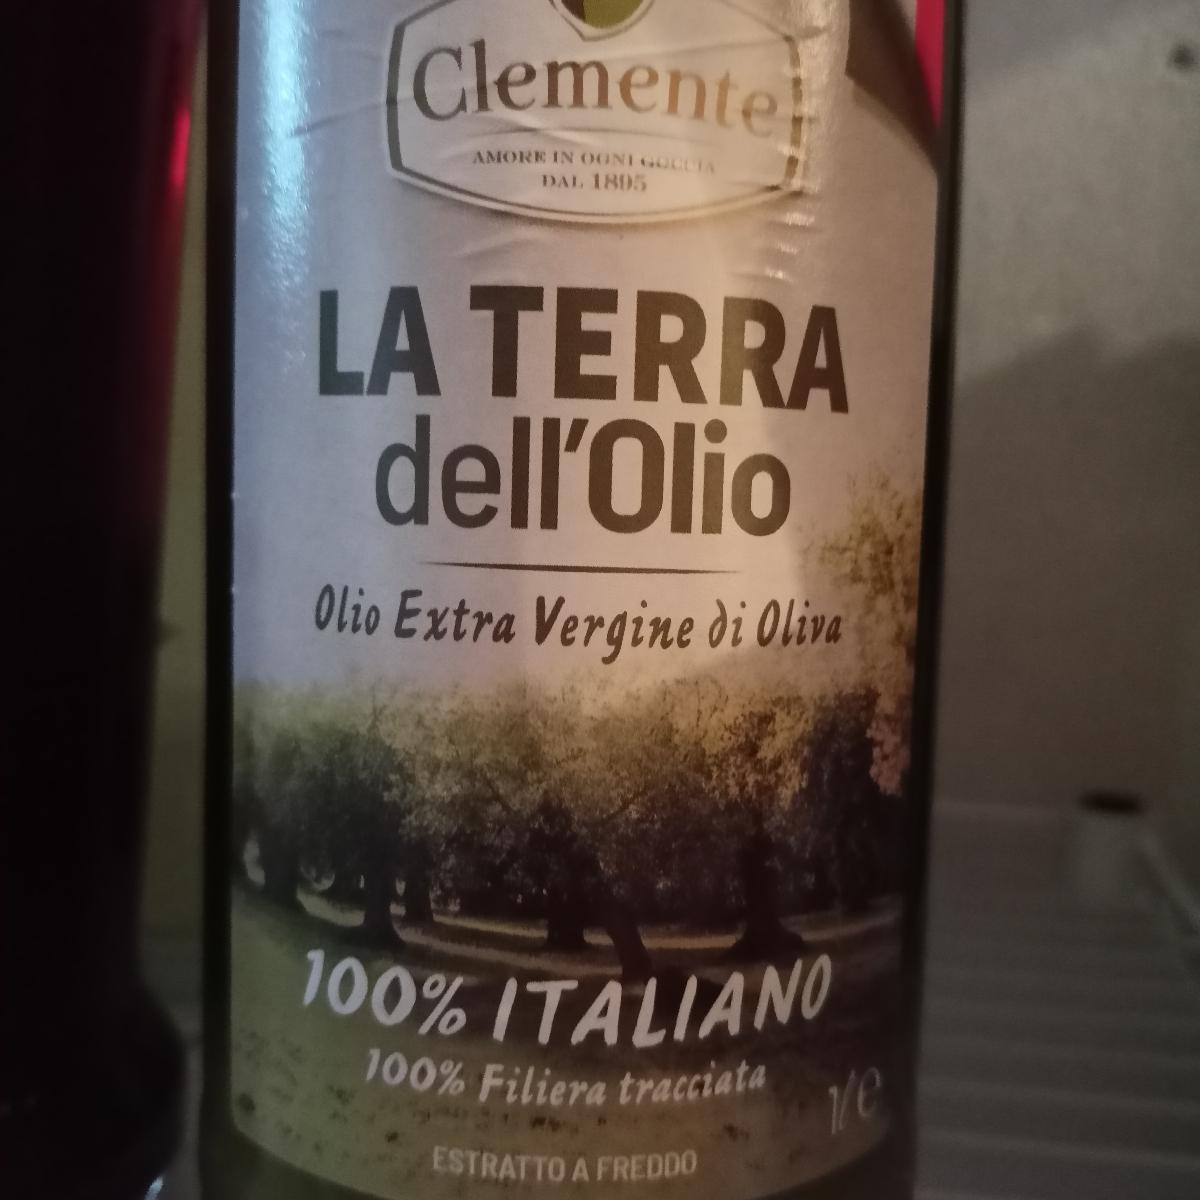 Clemente
AMORE IN OGNI GOCCIA
DAL 1895
LA TERRA
dell'Olio
Olio Extra Vergine di Oliva
100% ITALIANO
100% Filiera tracciata
1ℓ e
ESTRATTO A FREDDO